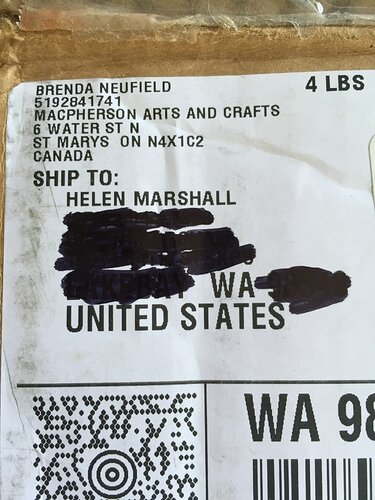 BRENDA NEUFIELD
4 LBS
5192841741
MACPHERSON ARTS AND CRAFTS
6 WATER ST N
ST MARYS ON N4X1C2
CANADA
SHIP TO:
HELEN MARSHALL
WA
UNITED STATES
WA 98